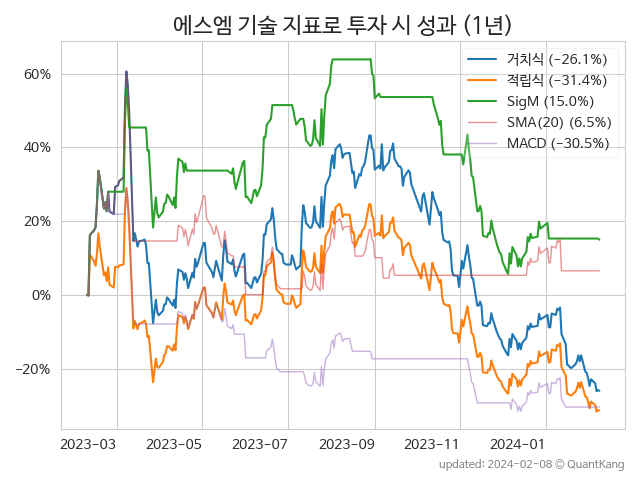 에스엠 기술 지표로 투자 시 성과 (1년)
거치식 (−26.1%)
적립식 (−31.4%)
SigM (15.0%)
SMA(20) (6.5%)
MACD (−30.5%)
60%
40%
20%
0%
−20%
2023-03 2023-05 2023-07 2023-09 2023-11 2024-01
updated: 2024-02-08 © QuantKang